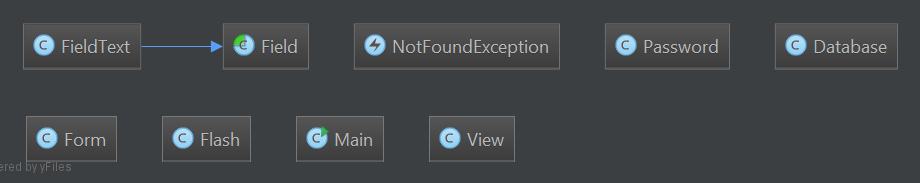 FieldText Field NotFoundException Password Database
Form Flash Main View
ered by yFiles